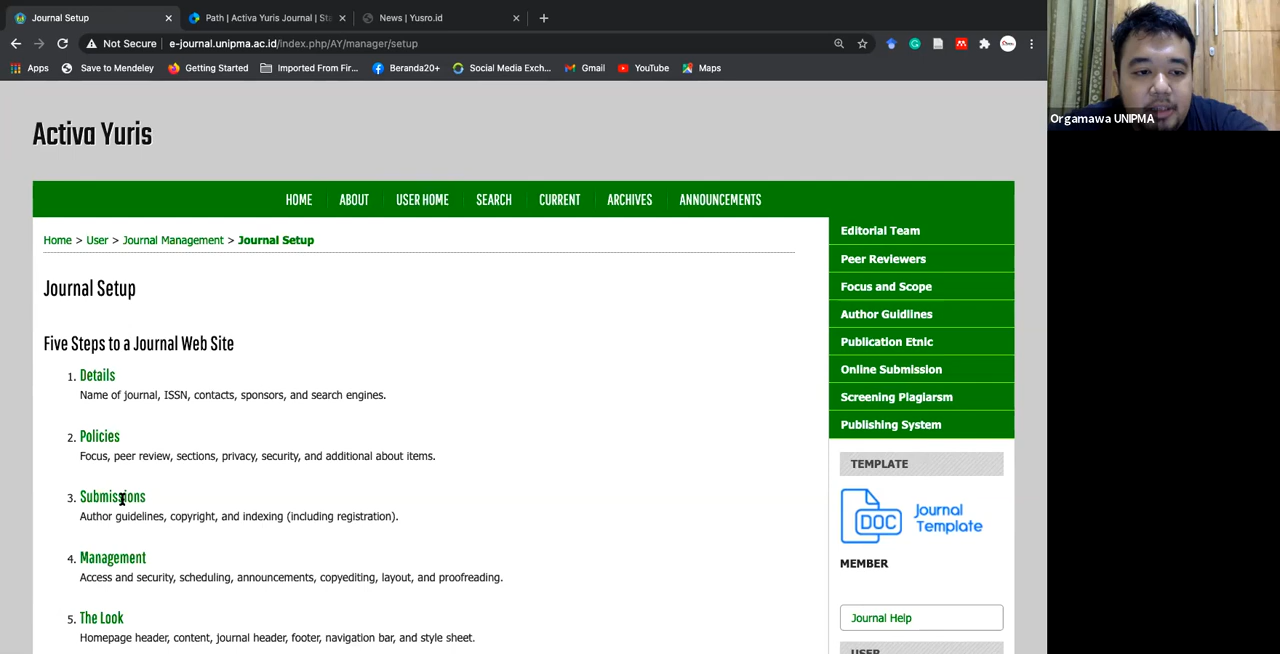 Journal Setup
Path | Activa Yuris Journal | Sta
News | Yusro.id
Not Secure
e-journal.unipma.ac.id/index.php/AY/manager/setup
Apps
Save to Mendeley
Getting Started
Imported From Fir...
Beranda20+
Social Media Exch...
Gmail
YouTube
Maps
Orgamawa UNIPMA
Activa Yuris
HOME
ABOUT
USER HOME
SEARCH
CURRENT
ARCHIVES
ANNOUNCEMENTS
Home > User > Journal Management > Journal Setup
Journal Setup
Five Steps to a Journal Web Site
1. Details
Name of journal, ISSN, contacts, sponsors, and search engines.
2. Policies
Focus, peer review, sections, privacy, security, and additional about items.
3. Submissions
Author guidelines, copyright, and indexing (including registration).
4. Management
Access and security, scheduling, announcements, copyediting, layout, and proofreading.
5. The Look
Homepage header, content, journal header, footer, navigation bar, and style sheet.
Editorial Team
Peer Reviewers
Focus and Scope
Author Guidlines
Publication Etnic
Online Submission
Screening Plagiarsm
Publishing System
TEMPLATE
DOC
Journal
Template
MEMBER
Journal Help
USER